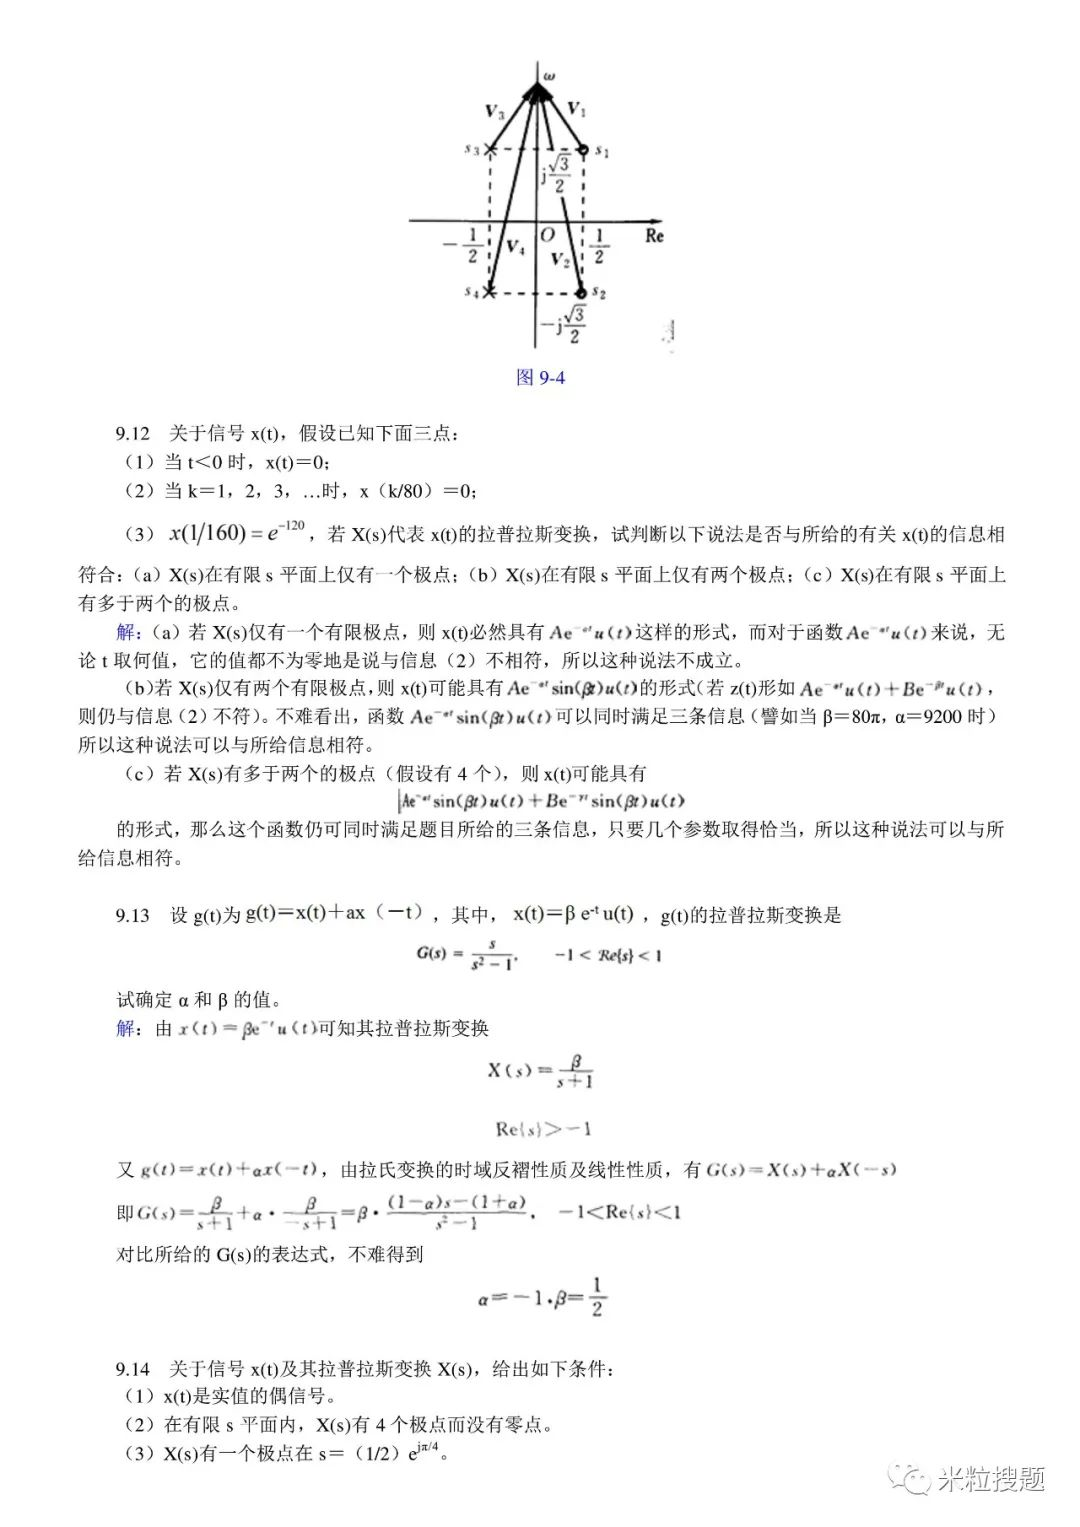 ω
V₃ V₁
s₃ s₁
j√3/2
-1/2 V₄ O V₂ 1/2 Re
s₄ s₂
-j√3/2
图 9-4
9.12 关于信号 x(t)，假设已知下面三点：
（1）当 t＜0 时，x(t)＝0；
（2）当 k＝1，2，3，…时，x（k/80）＝0；
（3） x(1/160) = e^{-120}，若 X(s)代表 x(t)的拉普拉斯变换，试判断以下说法是否与所给的有关 x(t)的信息相
符合：（a）X(s)在有限 s 平面上仅有一个极点；（b）X(s)在有限 s 平面上仅有两个极点；（c）X(s)在有限 s 平面上
有多于两个的极点。
解：（a）若 X(s)仅有一个有限极点，则 x(t)必然具有 Ae^{-αt}u(t)这样的形式，而对于函数 Ae^{-αt}u(t)来说，无
论 t 取何值，它的值都不为零地是说与信息（2）不相符，所以这种说法不成立。
（b）若 X(s)仅有两个有限极点，则 x(t)可能具有 Ae^{-αt}sin(βt)u(t)的形式（若 z(t)形如 Ae^{-αt}u(t)+Be^{-βt}u(t)，
则仍与信息（2）不符）。不难看出，函数 Ae^{-αt}sin(βt)u(t)可以同时满足三条信息（譬如当 β＝80π，α＝9200 时）
所以这种说法可以与所给信息相符。
（c）若 X(s)有多于两个的极点（假设有 4 个），则 x(t)可能具有
Ae^{-αt}sin(βt)u(t)+Be^{-γt}sin(βt)u(t)
的形式，那么这个函数仍可同时满足题目所给的三条信息，只要几个参数取得恰当，所以这种说法可以与所
给信息相符。
9.13 设 g(t)为 g(t)＝x(t)＋ax（－t），其中， x(t)＝β e^{-t} u(t) ，g(t)的拉普拉斯变换是
G(s) = s/(s²-1), -1 < Re{s} < 1
试确定 α 和 β 的值。
解：由 x(t)=βe^{-t}u(t)可知其拉普拉斯变换
X(s)=β/(s+1)
Re{s}>-1
又 g(t)=x(t)+αx(-t)，由拉氏变换的时域反褶性质及线性性质，有 G(s)=X(s)+αX(-s)
即 G(s)=β/(s+1)+α·β/(-s+1)=β·((1-α)s-(1+α))/(s²-1)， -1<Re{s}<1
对比所给的 G(s)的表达式，不难得到
α=-1.β=1/2
9.14 关于信号 x(t)及其拉普拉斯变换 X(s)，给出如下条件：
（1）x(t)是实值的偶信号。
（2）在有限 s 平面内，X(s)有 4 个极点而没有零点。
（3）X(s)有一个极点在 s＝（1/2）e^{jπ/4}。
米粒搜题